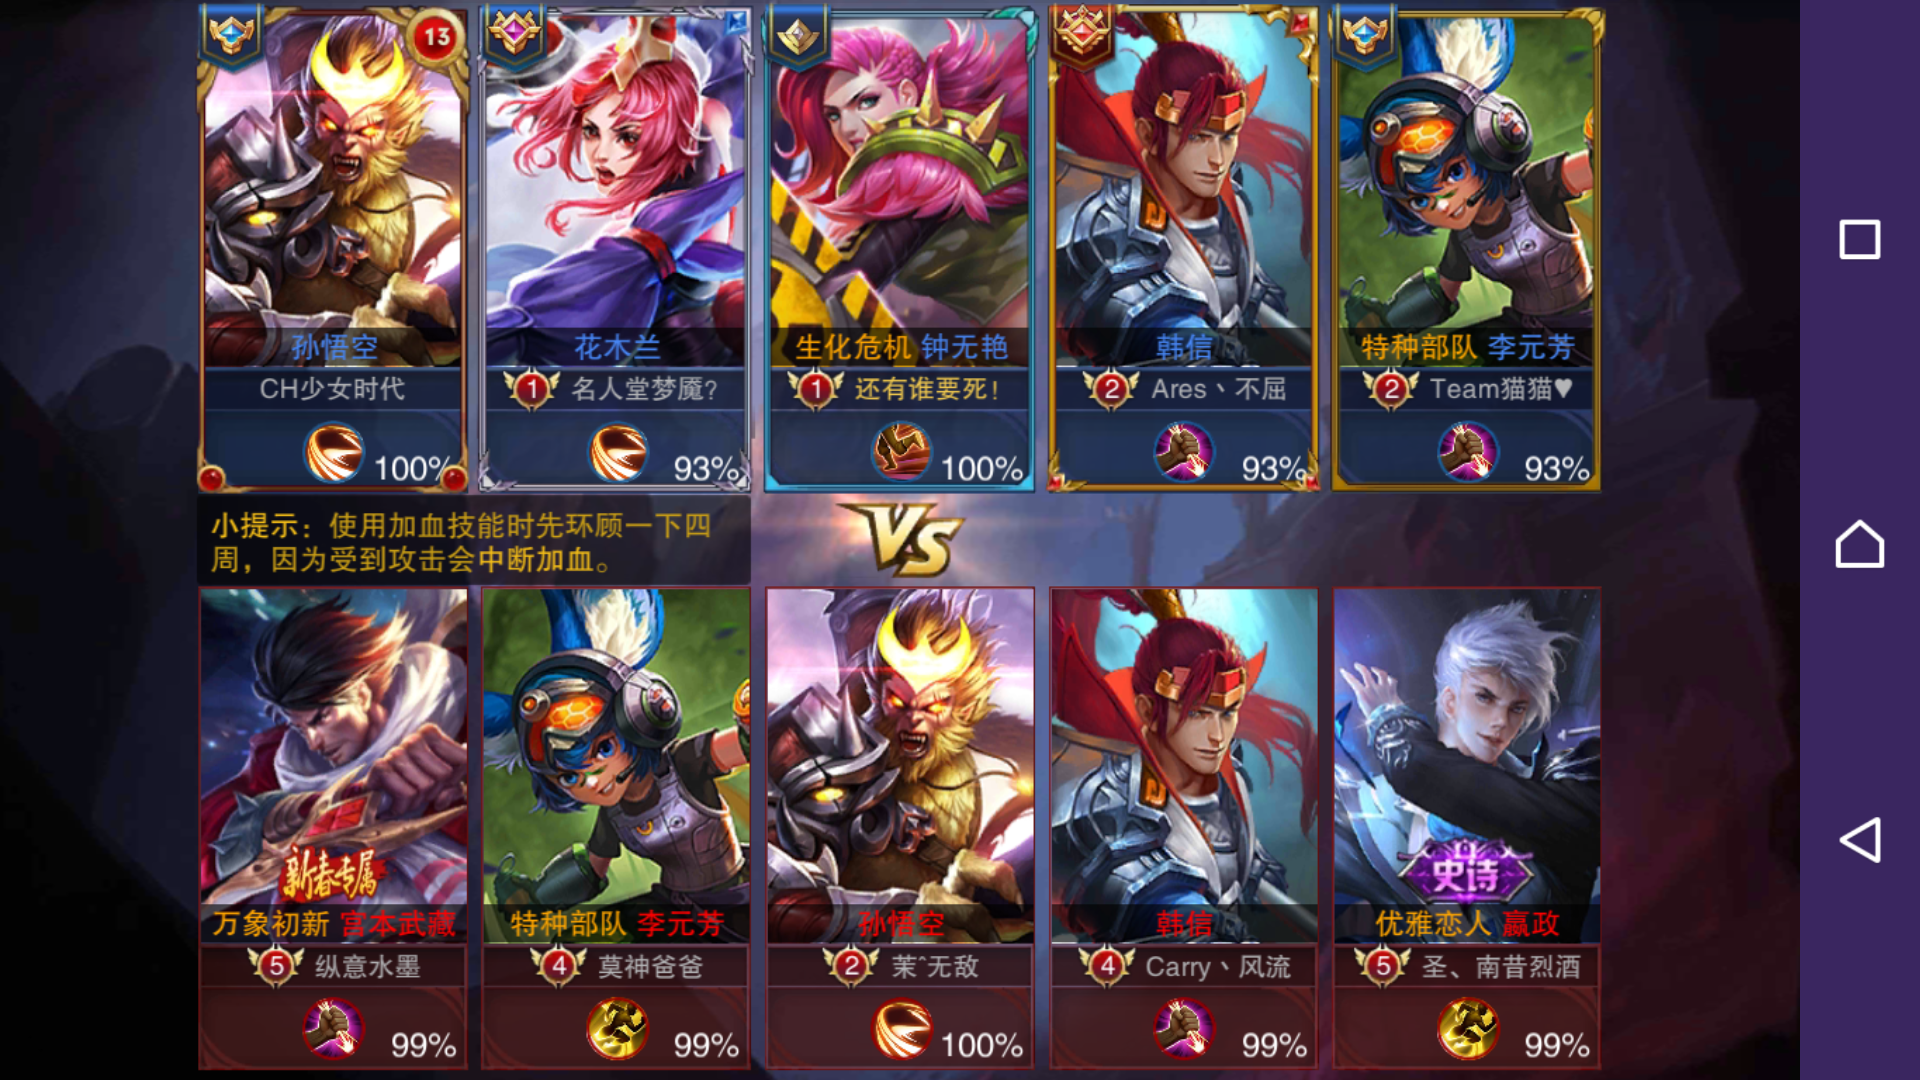 13
孙悟空
花木兰
生化危机 钟无艳
韩信
特种部队 李元芳
CH少女时代
1 名人堂梦魇?
1 还有谁要死!
2 Ares丶不屈
2 Team猫猫♥
100%
93%
100%
93%
93%
小提示：使用加血技能时先环顾一下四
周，因为受到攻击会中断加血。
VS
新春专属
史诗
万象初新 宫本武藏
特种部队 李元芳
孙悟空
韩信
优雅恋人 嬴政
5 纵意水墨
4 莫神爸爸
2 茉^无敌
4 Carry丶风流
5 圣、南昔烈酒
99%
99%
100%
99%
99%